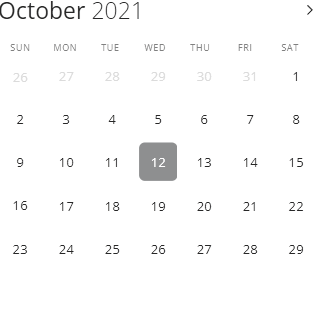 October 2021
SUN MON TUE WED THU FRI SAT
26 27 28 29 30 31 1
2 3 4 5 6 7 8
9 10 11 12 13 14 15
16 17 18 19 20 21 22
23 24 25 26 27 28 29